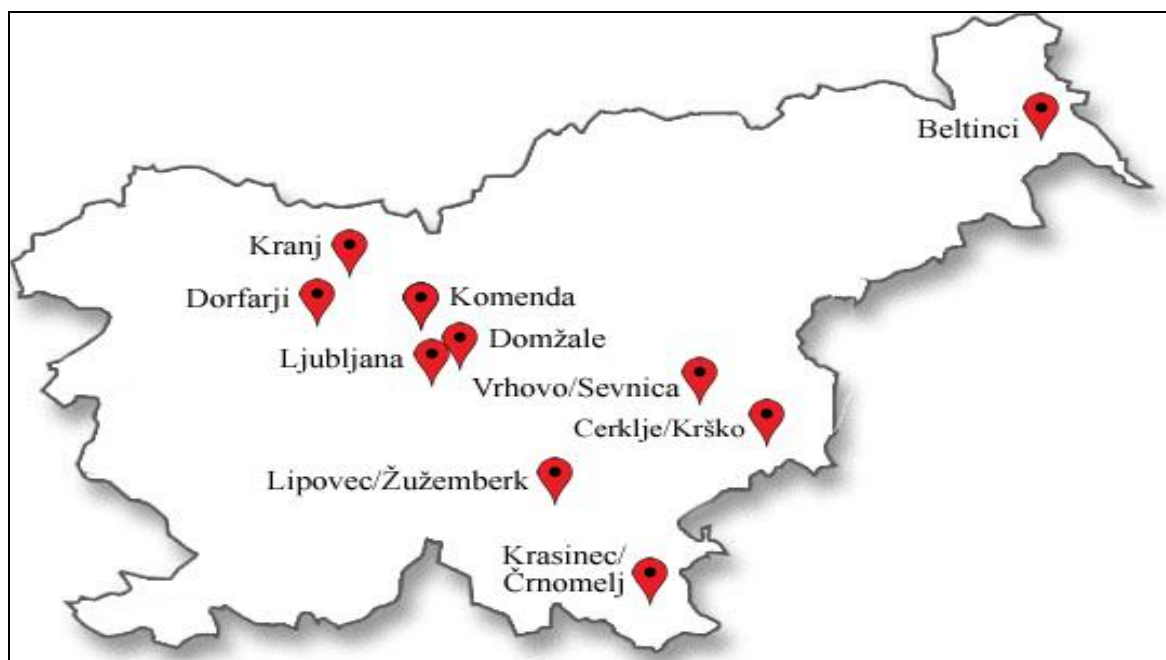 Beltinci
Kranj
Dorfarji
Komenda
Domžale
Ljubljana
Vrhovo/Sevnica
Cerklje/Krško
Lipovec/Žužemberk
Krasinec/
Črnomelj